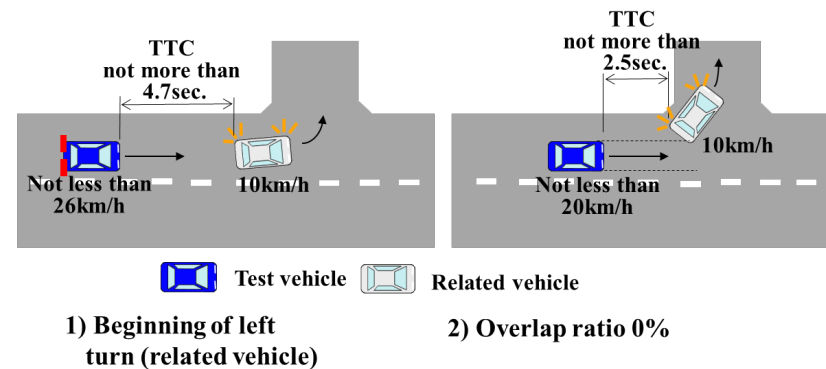 TTC
not more than
4.7sec.
Not less than
26km/h
10km/h
TTC
not more than
2.5sec.
10km/h
Not less than
20km/h
Test vehicle
Related vehicle
1) Beginning of left
turn (related vehicle)
2) Overlap ratio 0%